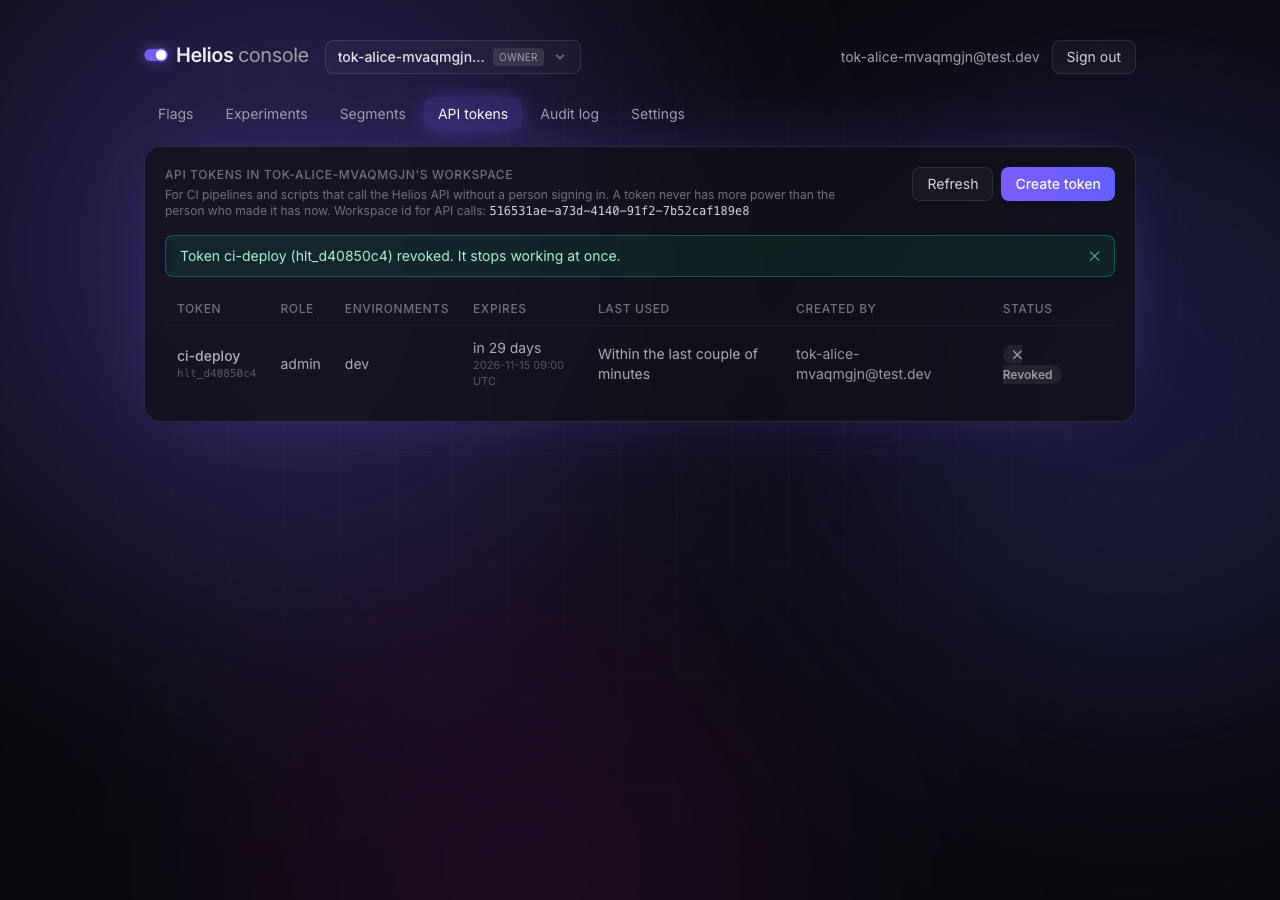 Helios console
tok-alice-mvaqmgjn... OWNER
tok-alice-mvaqmgjn@test.dev
Sign out
Flags
Experiments
Segments
API tokens
Audit log
Settings
API TOKENS IN TOK-ALICE-MVAQMGJN'S WORKSPACE
For CI pipelines and scripts that call the Helios API without a person signing in. A token never has more power than the
person who made it has now. Workspace id for API calls: 516531ae-a73d-4140-91f2-7b52caf189e8
Refresh
Create token
Token ci-deploy (hlt_d40850c4) revoked. It stops working at once.
TOKEN
ROLE
ENVIRONMENTS
EXPIRES
LAST USED
CREATED BY
STATUS
ci-deploy
hlt_d40850c4
admin
dev
in 29 days
2026-11-15 09:00
UTC
Within the last couple of
minutes
tok-alice-
mvaqmgjn@test.dev
Revoked